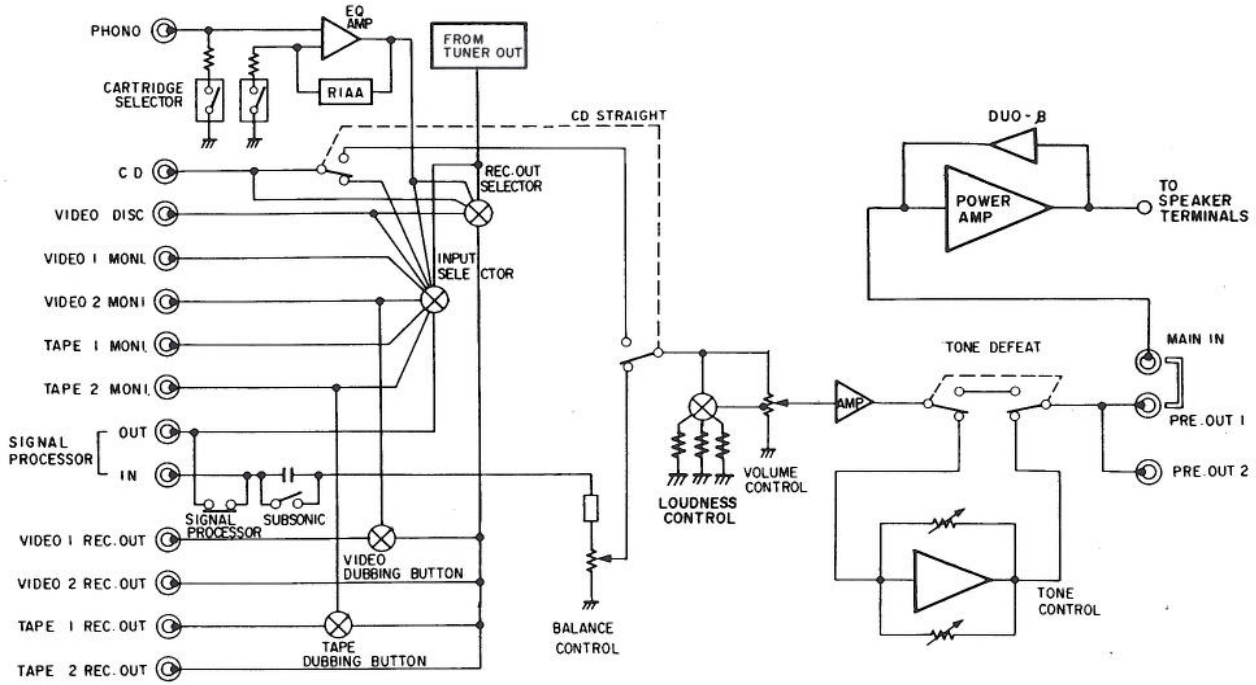 PHONO
EQ
AMP
FROM
TUNER OUT
RIAA
CARTRIDGE
SELECTOR
CD STRAIGHT
CD
REC.OUT
SELECTOR
VIDEO DISC
VIDEO 1 MONI.
INPUT
SELECTOR
VIDEO 2 MONI
TAPE 1 MONI.
TAPE 2 MONI.
OUT
SIGNAL
PROCESSOR
IN
SIGNAL
PROCESSOR
SUBSONIC
VIDEO 1 REC.OUT
VIDEO
DUBBING BUTTON
VIDEO 2 REC.OUT
TAPE 1 REC.OUT
TAPE
DUBBING BUTTON
TAPE 2 REC.OUT
BALANCE
CONTROL
LOUDNESS
CONTROL
VOLUME
CONTROL
AMP
TONE DEFEAT
TONE
CONTROL
DUO-β
POWER
AMP
TO
SPEAKER
TERMINALS
MAIN IN
PRE.OUT 1
PRE.OUT 2